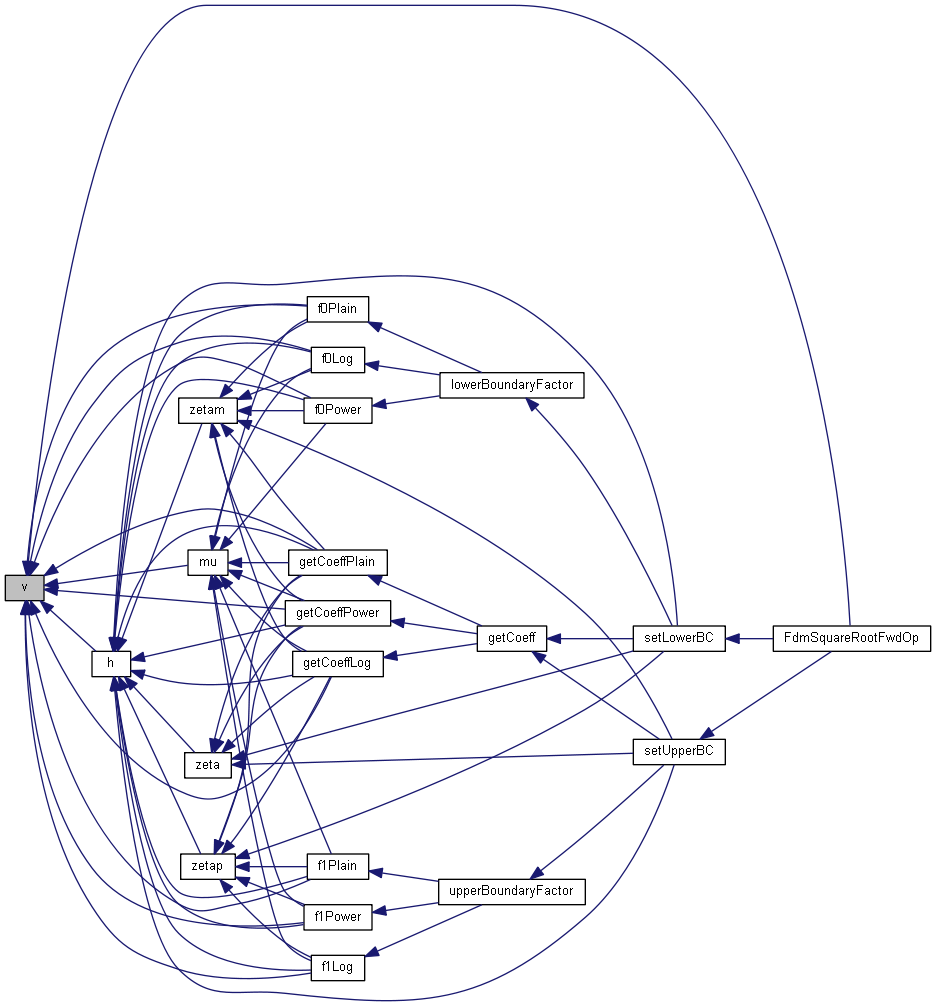 f0Plain
f0Log
lowerBoundaryFactor
zetam
f0Power
mu
getCoeffPlain
v
getCoeffPower
getCoeff
setLowerBC
FdmSquareRootFwdOp
h
getCoeffLog
zeta
setUpperBC
zetap
f1Plain
upperBoundaryFactor
f1Power
f1Log